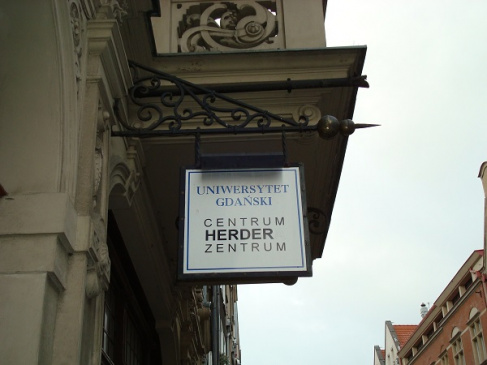 UNIWERSYTET
GDAŃSKI
CENTRUM
HERDER
ZENTRUM